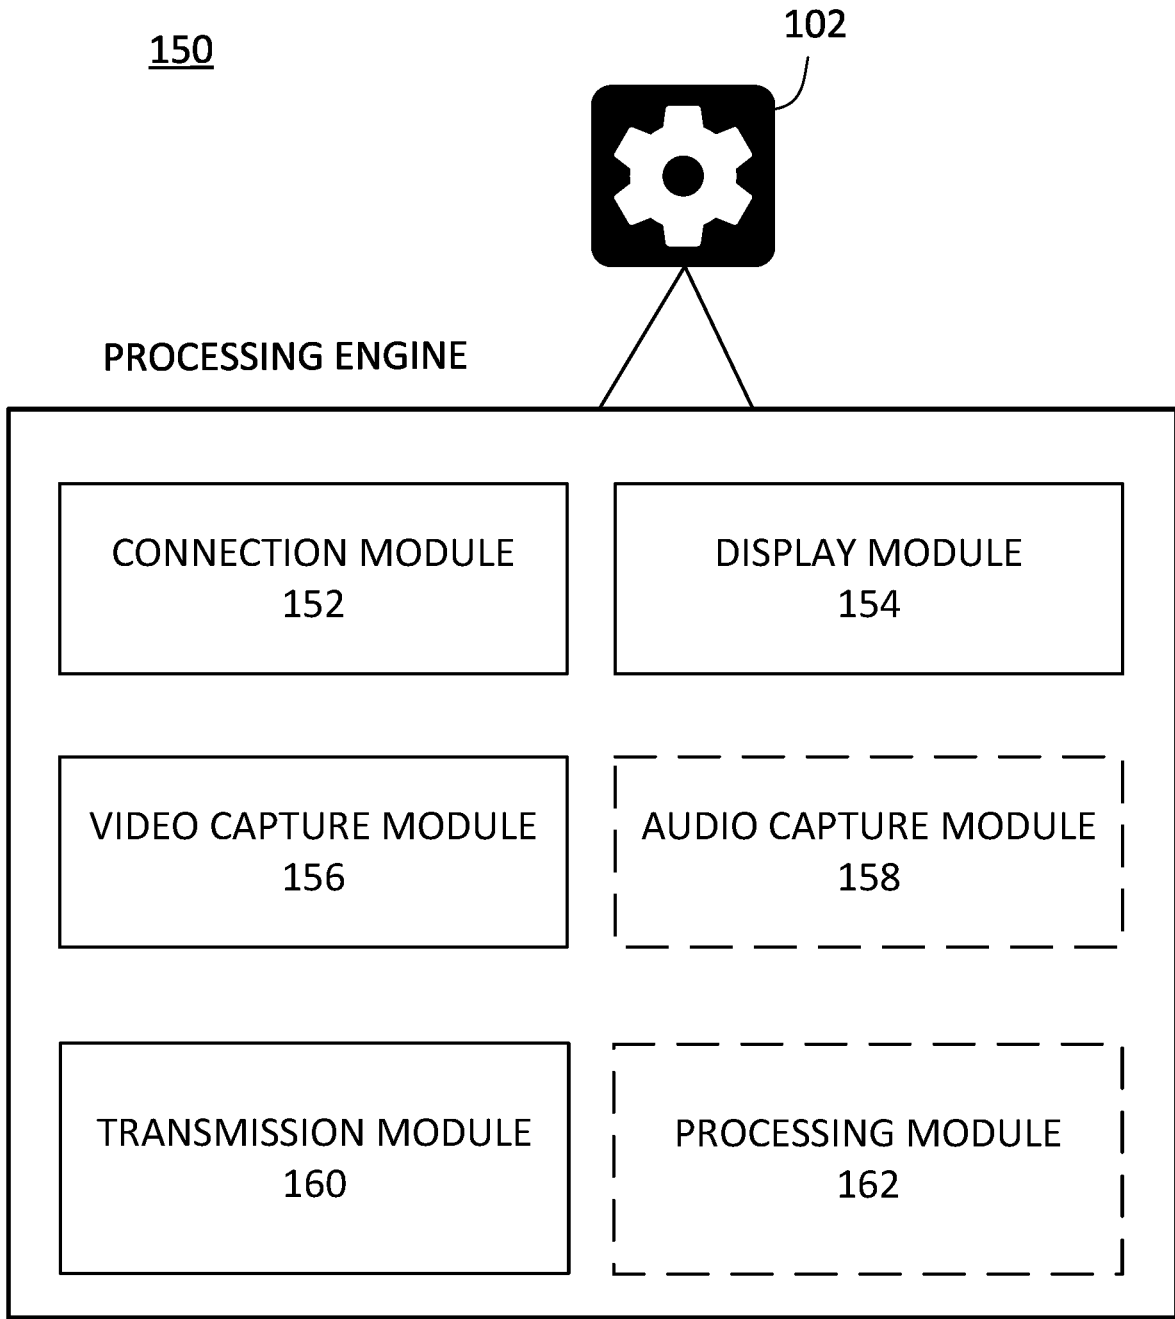 150
102
PROCESSING ENGINE
CONNECTION MODULE
152
DISPLAY MODULE
154
VIDEO CAPTURE MODULE
156
AUDIO CAPTURE MODULE
158
TRANSMISSION MODULE
160
PROCESSING MODULE
162